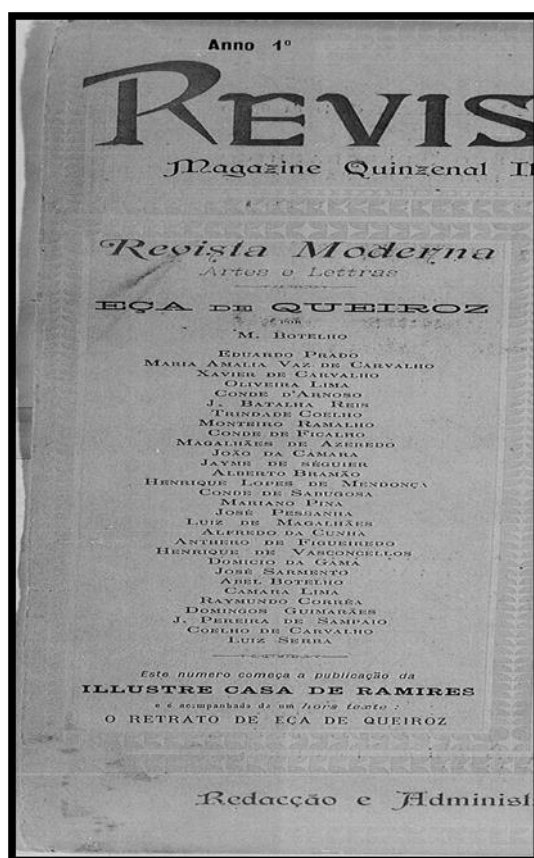 Anno 1º
REVIS
Magazine Quinzenal Il
Revista Moderna
Artes e Lettras
EÇA DE QUEIROZ
POR
M. BOTELHO
EDUARDO PRADO
MARIA AMALIA VAZ DE CARVALHO
XAVIER DE CARVALHO
OLIVEIRA LIMA
CONDE D'ARNOSO
J. BATALHA REIS
TRINDADE COELHO
MONTEIRO RAMALHO
CONDE DE FICALHO
MAGALHÃES DE AZEREDO
JOÃO DA CAMARA
JAYME DE SÉGUIER
ALBERTO BRAMÃO
HENRIQUE LOPES DE MENDONÇA
CONDE DE SABUGOSA
MARIANO PINA
JOSÉ PESSANHA
LUIZ DE MAGALHÃES
ALFREDO DA CUNHA
ANTHERO DE FIGUEIREDO
HENRIQUE DE VASCONCELLOS
DOMICIO DA GAMA
JOSÉ SARMENTO
ABEL BOTELHO
CAMARA LIMA
RAYMUNDO CORRÊA
DOMINGOS GUIMARÃES
J. PEREIRA DE SAMPAIO
COELHO DE CARVALHO
LUIZ SERRA
Este numero começa a publicação da
ILLUSTRE CASA DE RAMIRES
e é acompanhado de um hors texte :
O RETRATO DE EÇA DE QUEIROZ
Redacção e Adminis